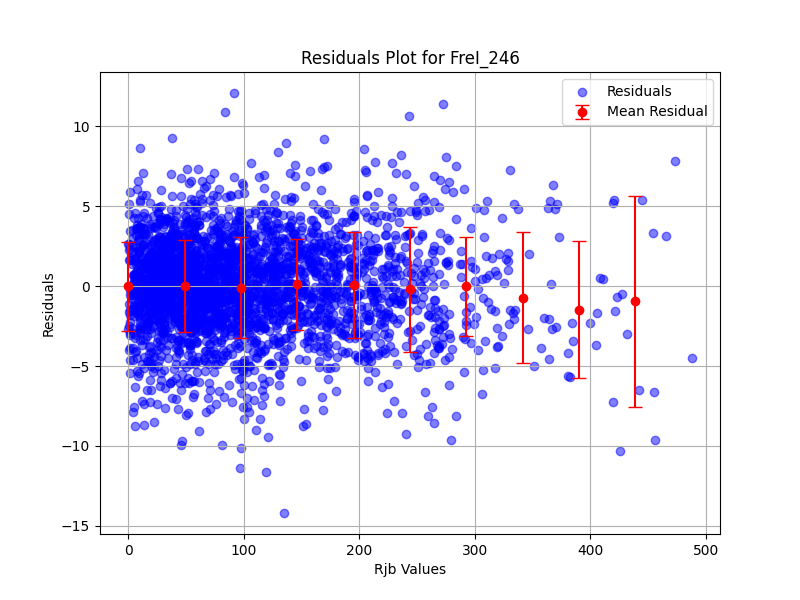 Residuals Plot for FreI_246
Residuals
Mean Residual
10
5
0
−5
−10
−15
Residuals
0 100 200 300 400 500
Rjb Values